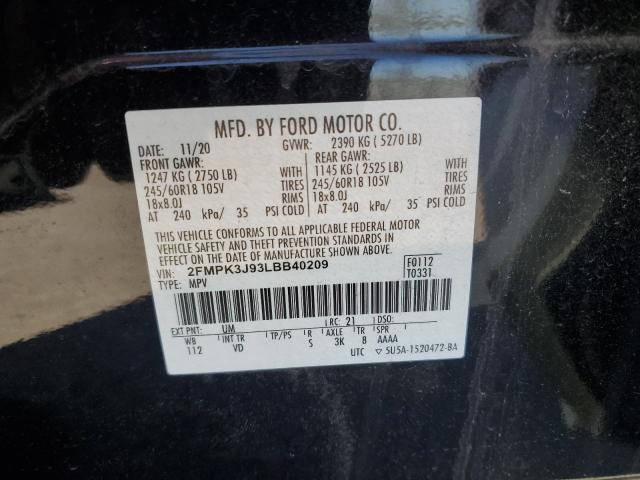 MFD. BY FORD MOTOR CO.
DATE: 11/20 GVWR: 2390 KG ( 5270 LB)
FRONT GAWR: REAR GAWR:
1247 KG ( 2750 LB) 1145 KG ( 2525 LB)
245/60R18 105V TIRES 245/60R18 105V TIRES
18x8.0J RIMS 18x8.0J RIMS
AT 240 kPa/ 35 PSI COLD AT 240 kPa/ 35 PSI COLD
THIS VEHICLE CONFORMS TO ALL APPLICABLE FEDERAL MOTOR
VEHICLE SAFETY AND THEFT PREVENTION STANDARDS IN
EFFECT ON THE DATE OF MANUFACTURE SHOWN ABOVE.
VIN: 2FMPK3J93LBB40209 F0112
TYPE: MPV T0331
EXT PNT: UM RC: 21 DSO:
WB INT TR TP/PS R AXLE TR SPR
112 VD S 3K 8 AAAA
UTC ▽5U5A-1520472-BA